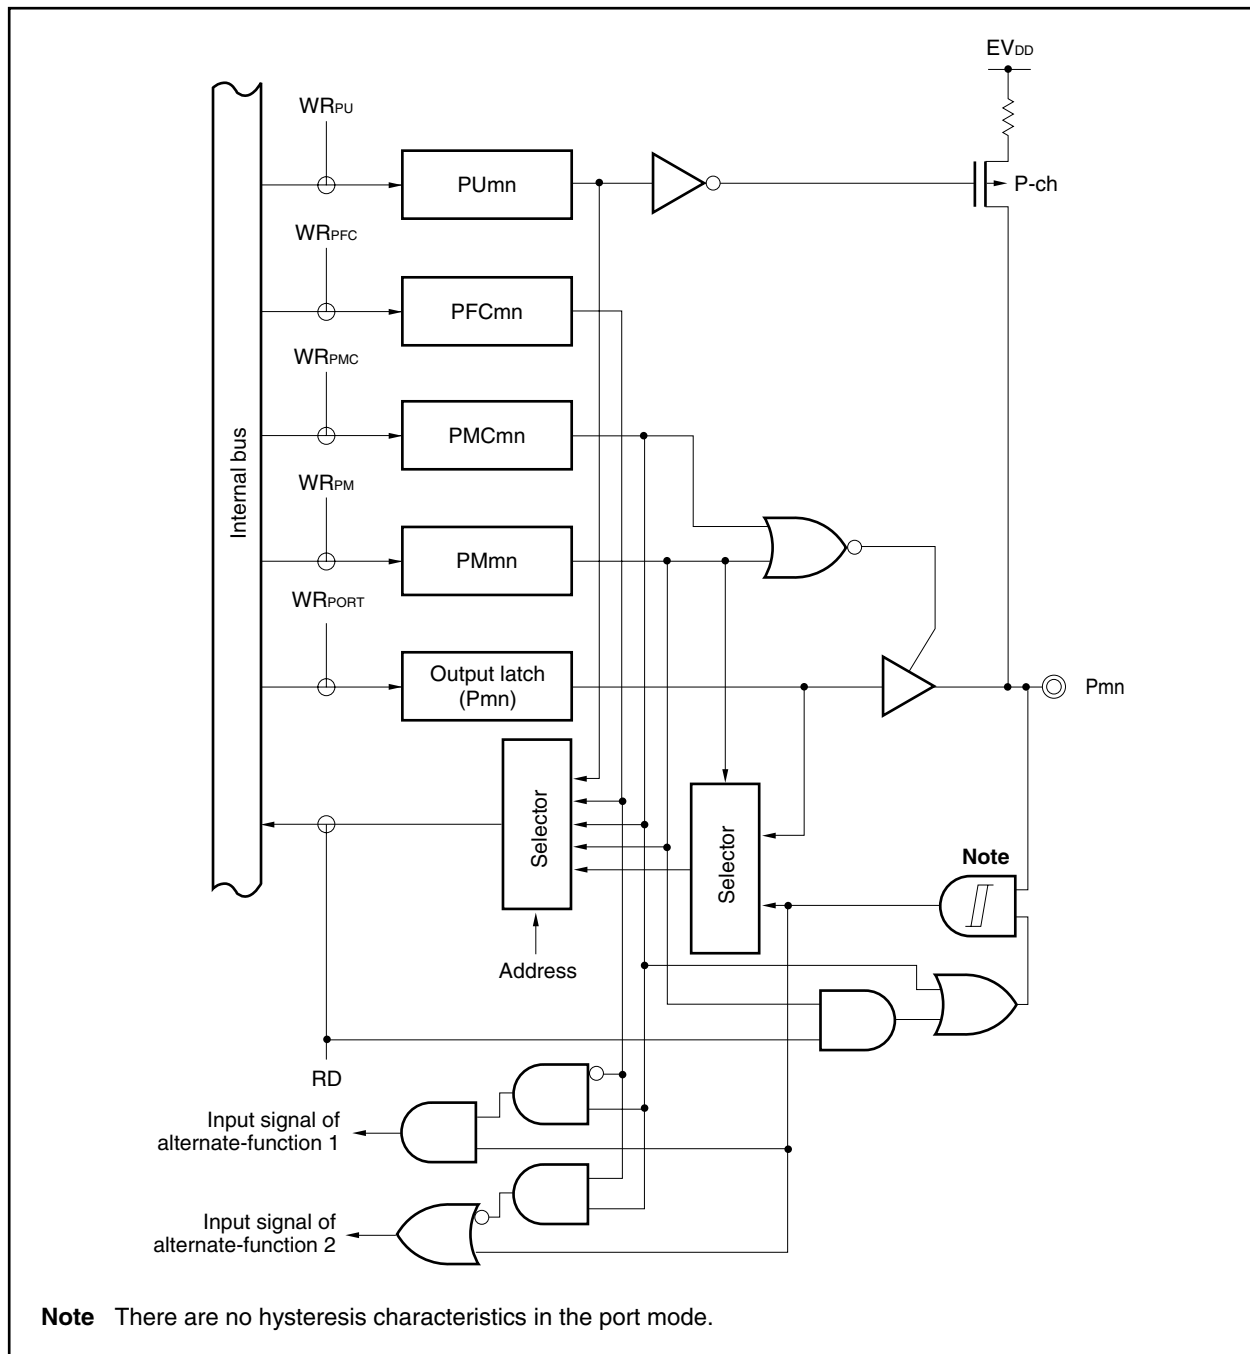 EVDD
WRPU
PUmn
P-ch
WRPFC
PFCmn
WRPMC
PMCmn
Internal bus
WRPM
PMmn
WRPORT
Output latch
(Pmn)
Pmn
Selector
Selector
Note
Address
RD
Input signal of
alternate-function 1
Input signal of
alternate-function 2
Note There are no hysteresis characteristics in the port mode.